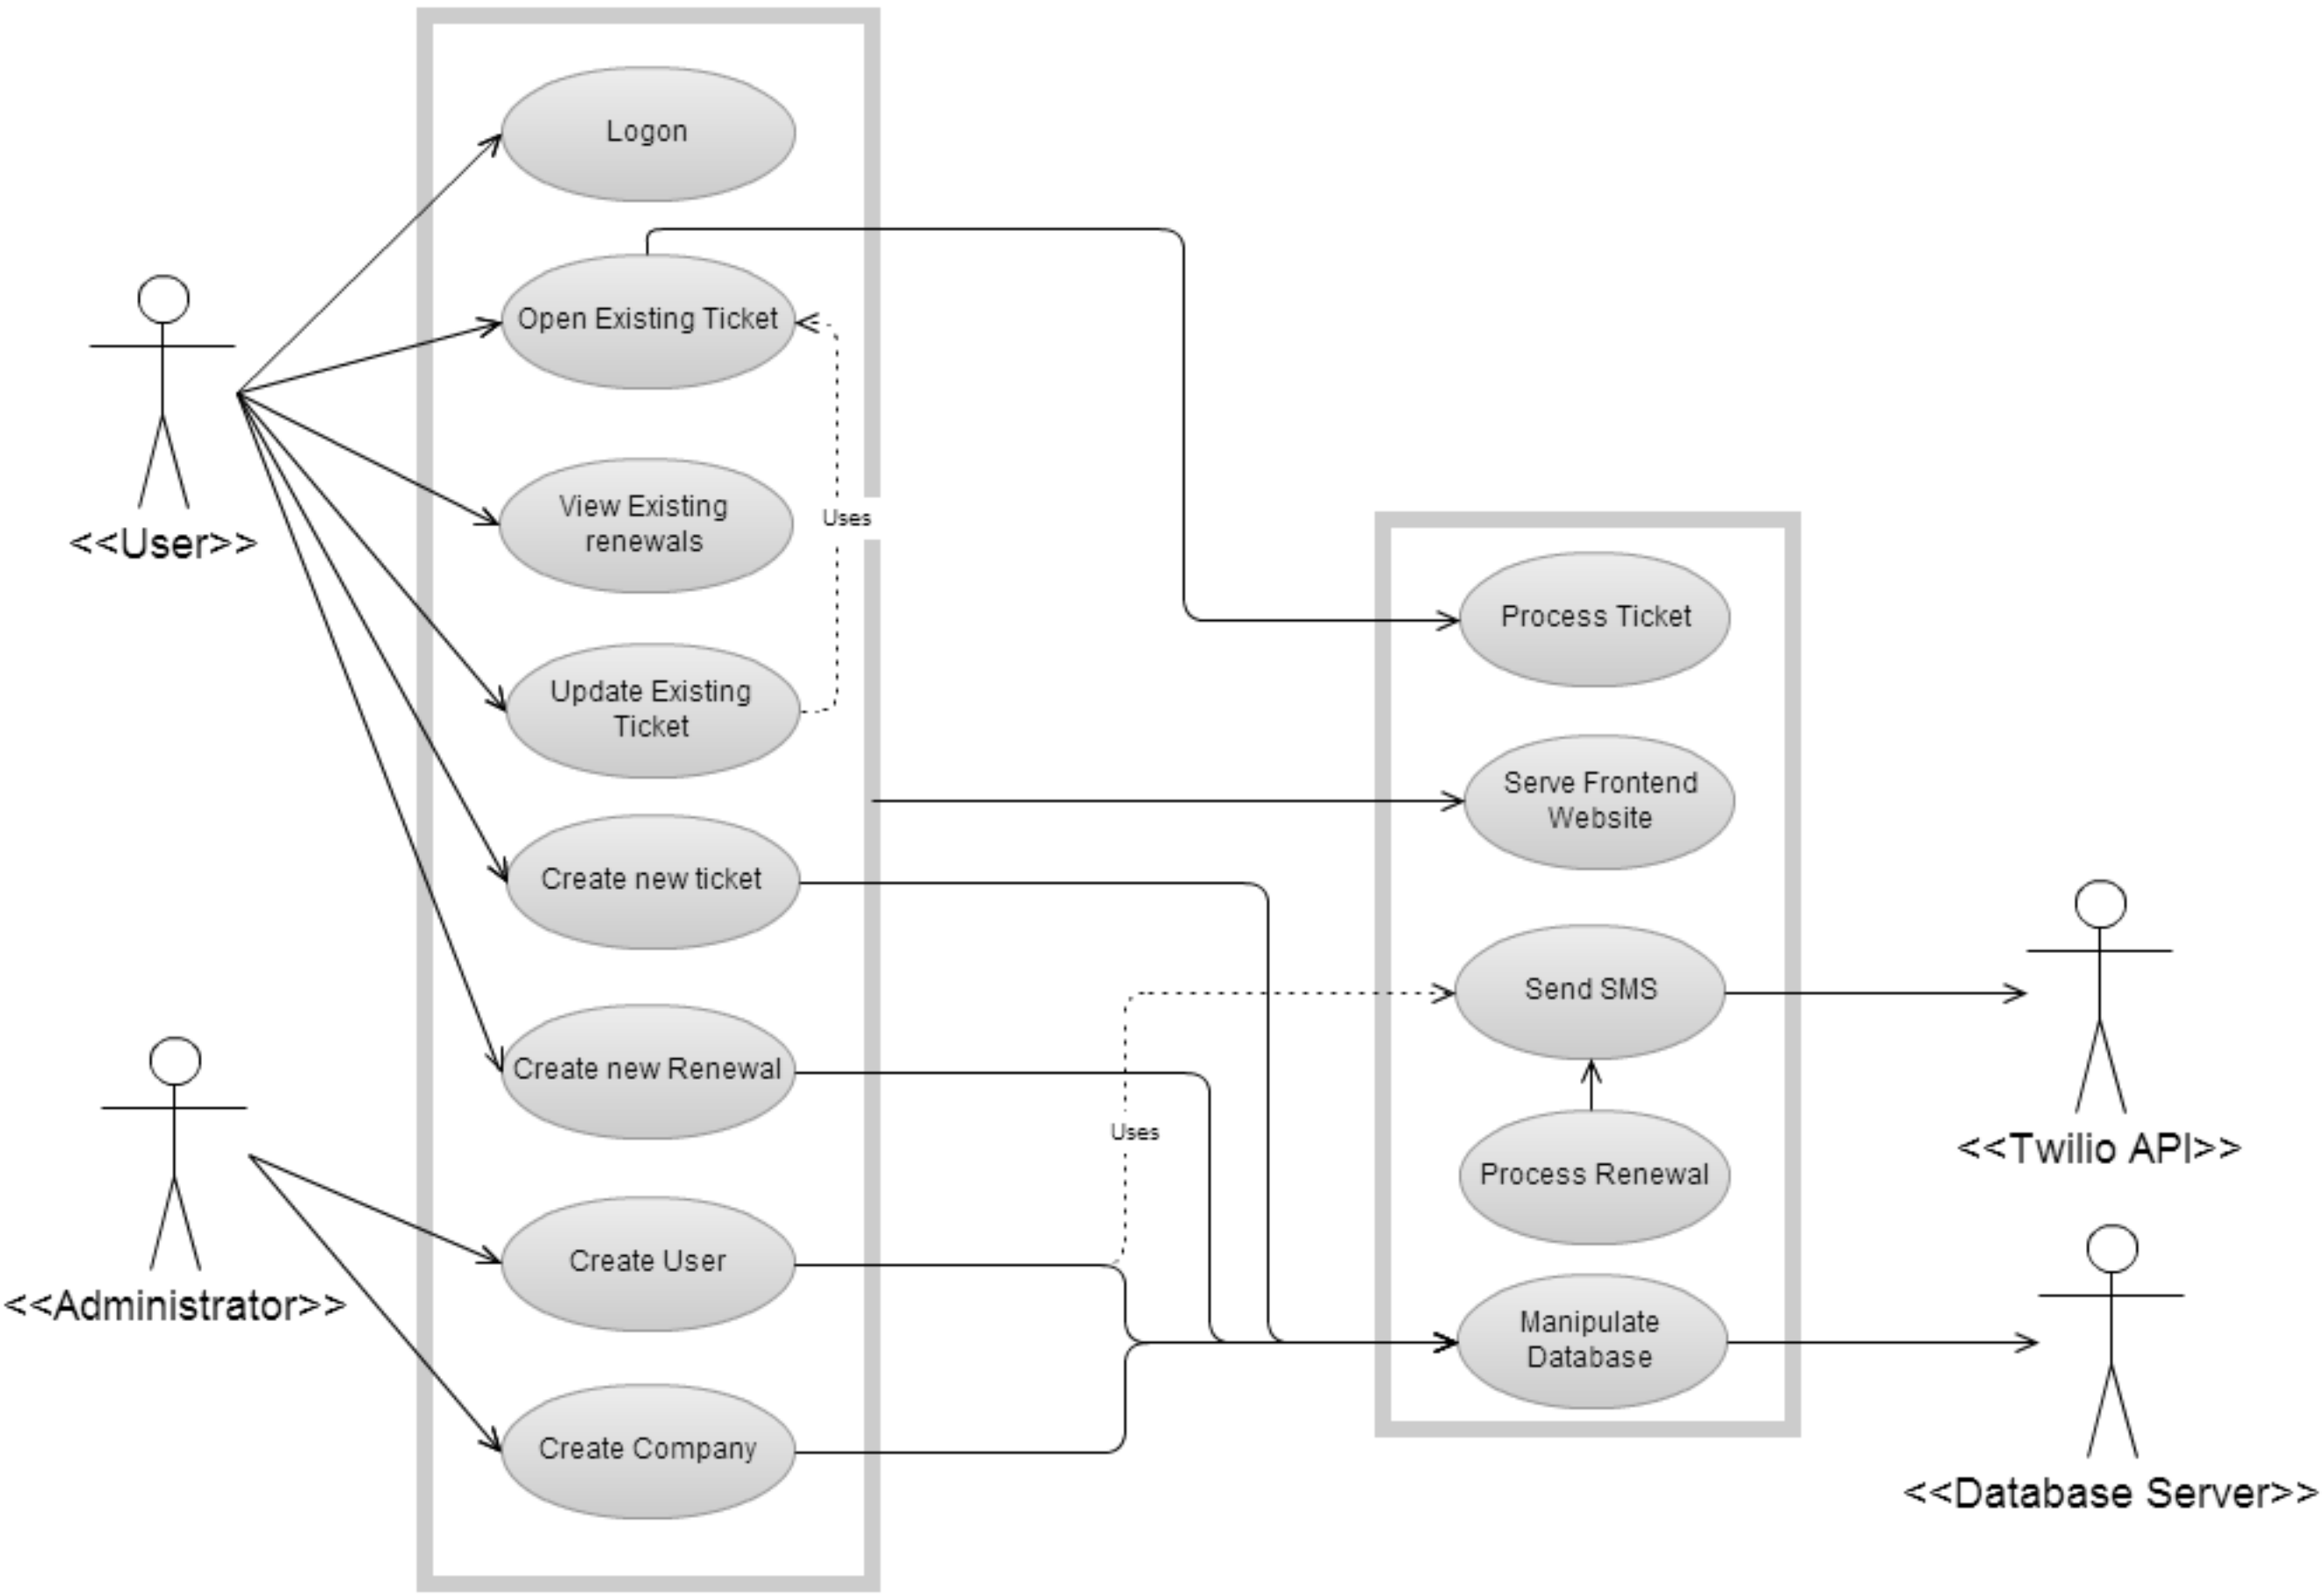 Logon
Open Existing Ticket
View Existing
renewals
Uses
<<User>>
Update Existing
Ticket
Create new ticket
Create new Renewal
Create User
Create Company
<<Administrator>>
Uses
Process Ticket
Serve Frontend
Website
Send SMS
Process Renewal
Manipulate
Database
<<Twilio API>>
<<Database Server>>